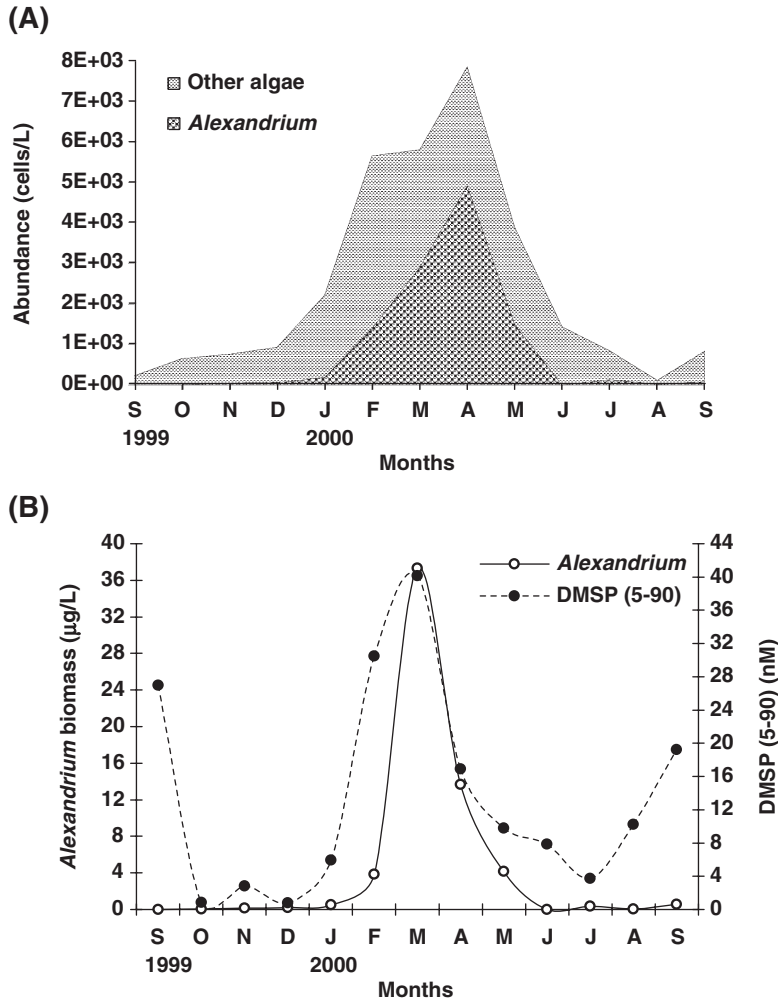 (A)
8E+03
7E+03
6E+03
5E+03
4E+03
3E+03
2E+03
1E+03
0E+00
Abundance (cells/L)
Other algae
Alexandrium
S O N D J F M A M J J A S
1999 2000
Months
(B)
40
36
32
28
24
20
16
12
8
4
0
Alexandrium biomass (µg/L)
Alexandrium
DMSP (5-90)
44
40
36
32
28
24
20
16
12
8
4
0
DMSP (5-90) (nM)
S O N D J F M A M J J A S
1999 2000
Months